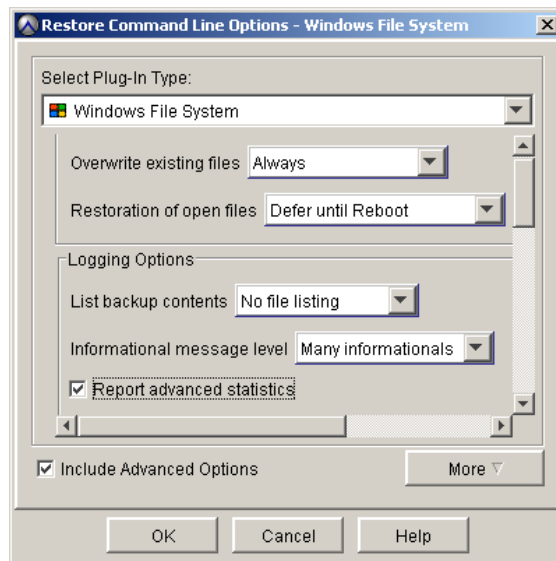 Restore Command Line Options - Windows File System
Select Plug-In Type:
Windows File System
Overwrite existing files Always
Restoration of open files Defer until Reboot
Logging Options
List backup contents No file listing
Informational message level Many informationals
Report advanced statistics
Include Advanced Options More
OK Cancel Help